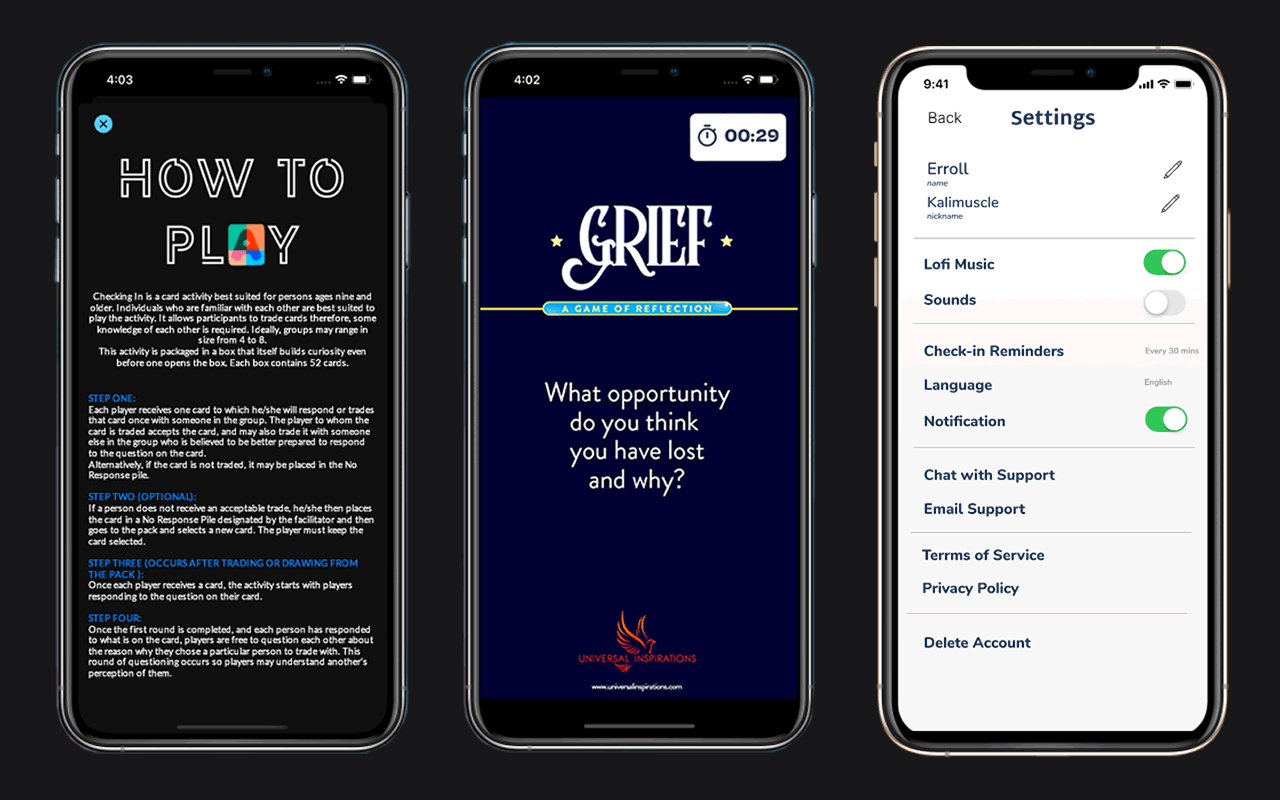 4:03
HOW TO
PLAY
Checking In is a card activity best suited for persons ages nine and
older. Individuals who are familiar with each other are best suited to
play the activity. It allows participants to trade cards therefore, some
knowledge of each other is required. Ideally, groups may range in
size from 4 to 8.
This activity is packaged in a box that itself builds curiosity even
before one opens the box. Each box contains 52 cards.
STEP ONE:
Each player receives one card to which he/she will respond or trades
that card once with someone in the group. The player to whom the
card is traded accepts the card, and may also trade it with someone
else in the group who is believed to be better prepared to respond
to the question on the card.
Alternatively, if the card is not traded, it may be placed in the No
Response pile.
STEP TWO (OPTIONAL):
If a person does not receive an acceptable trade, he/she then places
the card in a No Response Pile designated by the facilitator and then
goes to the pack and selects a new card. The player must keep the
card selected.
STEP THREE (OCCURS AFTER TRADING OR DRAWING FROM
THE PACK ):
Once each player receives a card, the activity starts with players
responding to the question on their card.
STEP FOUR:
Once the first round is completed, and each person has responded
to what is on the card, players are free to question each other about
the reason why they chose a particular person to trade with. This
round of questioning occurs so players may understand another's
perception of them.
4:02
00:29
GRIEF
A GAME OF REFLECTION
What opportunity
do you think
you have lost
and why?
UNIVERSAL INSPIRATIONS
www.universalinspirations.com
9:41
Back Settings
Erroll
name
Kalimuscle
nickname
Lofi Music
Sounds
Check-in Reminders Every 30 mins
Language English
Notification
Chat with Support
Email Support
Terrms of Service
Privacy Policy
Delete Account